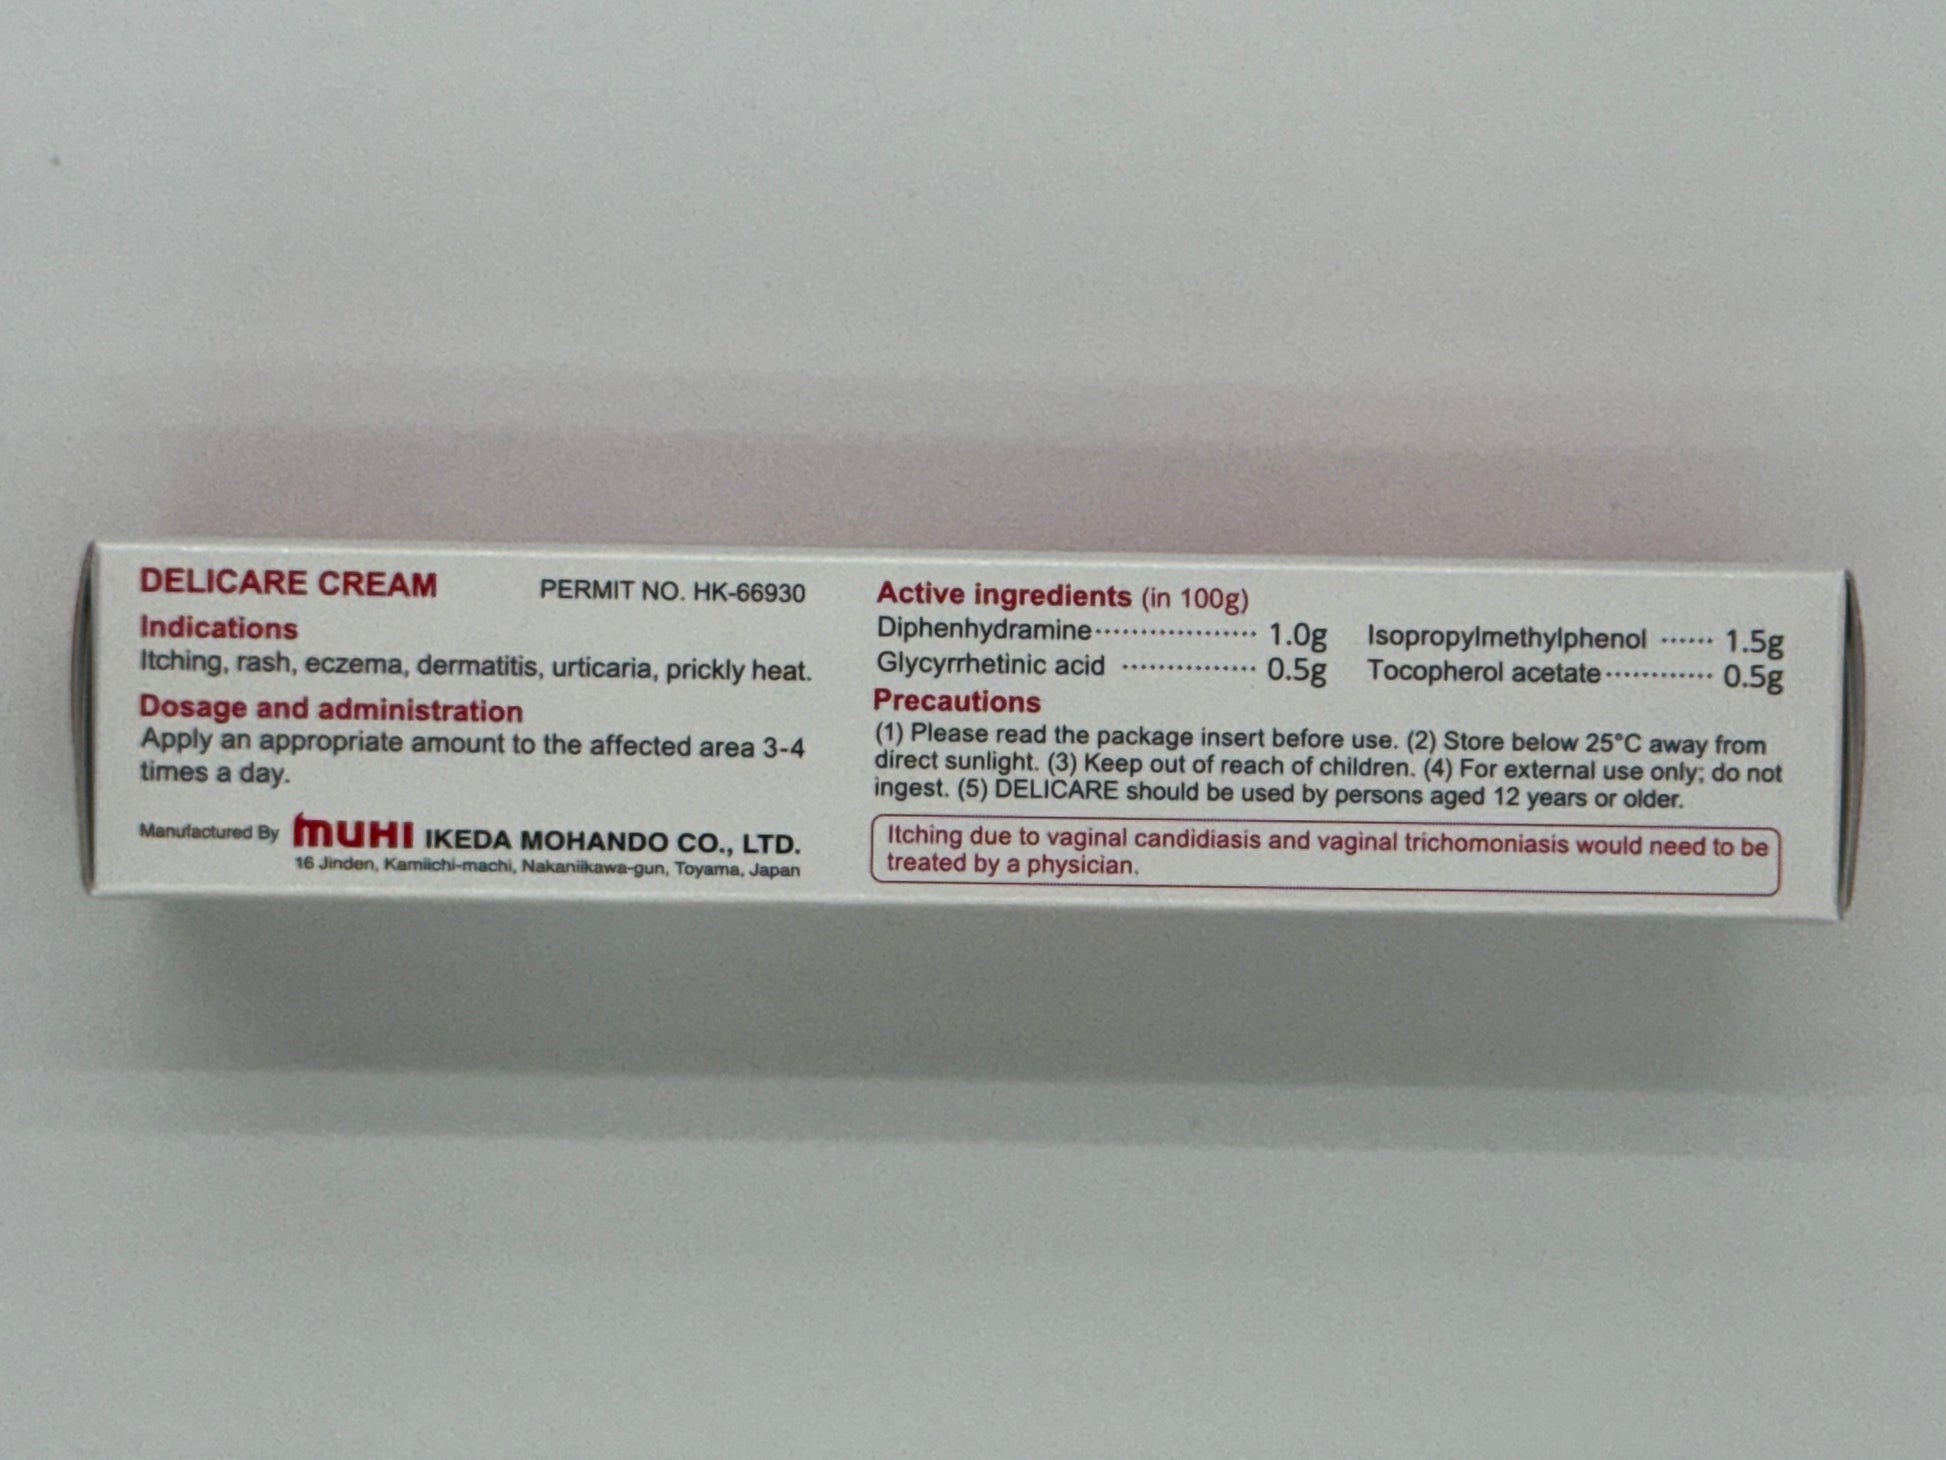 DELICARE CREAM PERMIT NO. HK-66930
Indications
Itching, rash, eczema, dermatitis, urticaria, prickly heat.
Dosage and administration
Apply an appropriate amount to the affected area 3-4
times a day.
Manufactured By MUHI IKEDA MOHANDO CO., LTD.
16 Jinden, Kamiichi-machi, Nakaniikawa-gun, Toyama, Japan
Active ingredients (in 100g)
Diphenhydramine·················· 1.0g Isopropylmethylphenol ······ 1.5g
Glycyrrhetinic acid ··············· 0.5g Tocopherol acetate············ 0.5g
Precautions
(1) Please read the package insert before use. (2) Store below 25°C away from
direct sunlight. (3) Keep out of reach of children. (4) For external use only; do not
ingest. (5) DELICARE should be used by persons aged 12 years or older.
Itching due to vaginal candidiasis and vaginal trichomoniasis would need to be
treated by a physician.